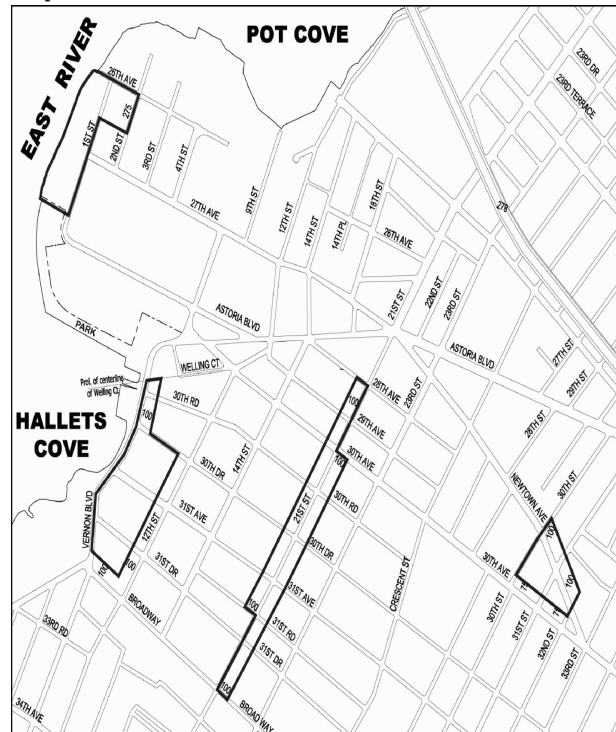 POT COVE
EAST RIVER
26TH AVE
275
1ST ST
2ND ST
3RD ST
4TH ST
27TH AVE
9TH ST
12TH ST
14TH ST
14TH PL
18TH ST
26TH AVE
23RD DR
23RD TERRACE
278
21ST ST
22ND ST
23RD ST
ASTORIA BLVD
ASTORIA BLVD
27TH ST
29TH ST
28TH ST
PARK
WELLING CT
Prol. of centerline
of Welling Ct.
HALLETS
COVE
100
30TH RD
14TH ST
30TH DR
31ST AVE
12TH ST
31ST DR
VERNON BLVD
100
100
BROADWAY
33RD RD
34TH AVE
28TH AVE
23RD ST
100
29TH AVE
30TH AVE
100
30TH RD
21ST ST
30TH DR
31ST AVE
100
31ST RD
31ST DR
100
BROAD WAY
CRESCENT ST
NEWTOWN AVE
30TH ST
100
30TH AVE
75
100
75
30TH ST
31ST ST
32ND ST
33RD ST